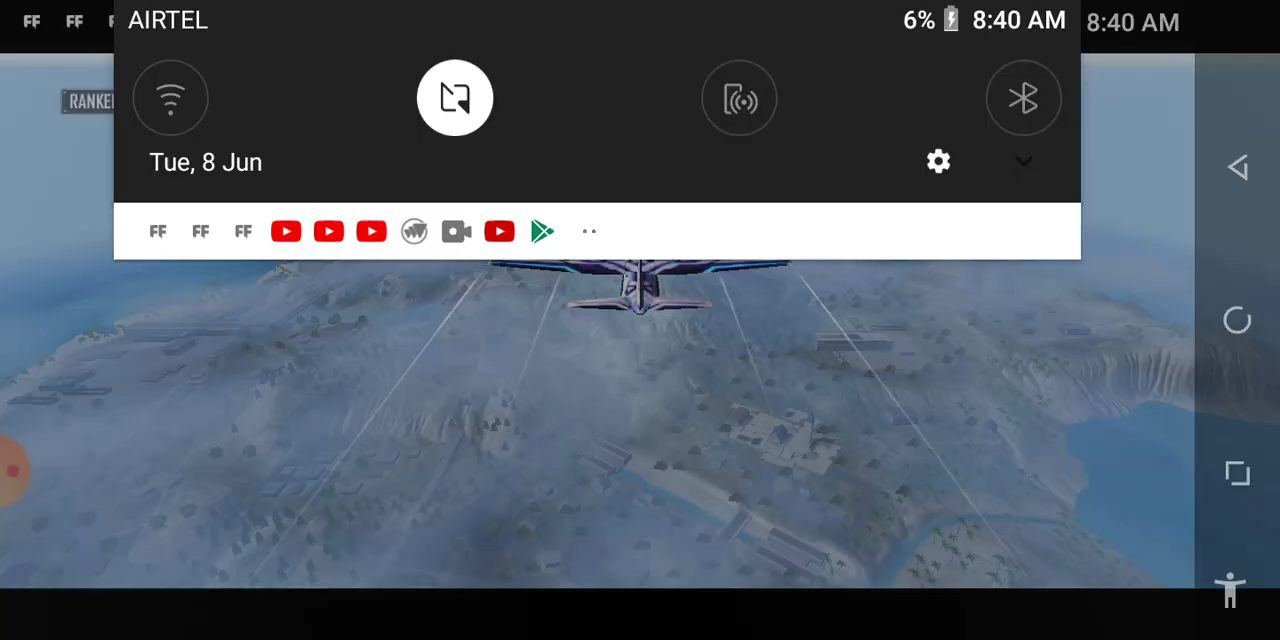 FF FF
AIRTEL
6% 8:40 AM
8:40 AM
RANKE
Tue, 8 Jun
FF FF FF